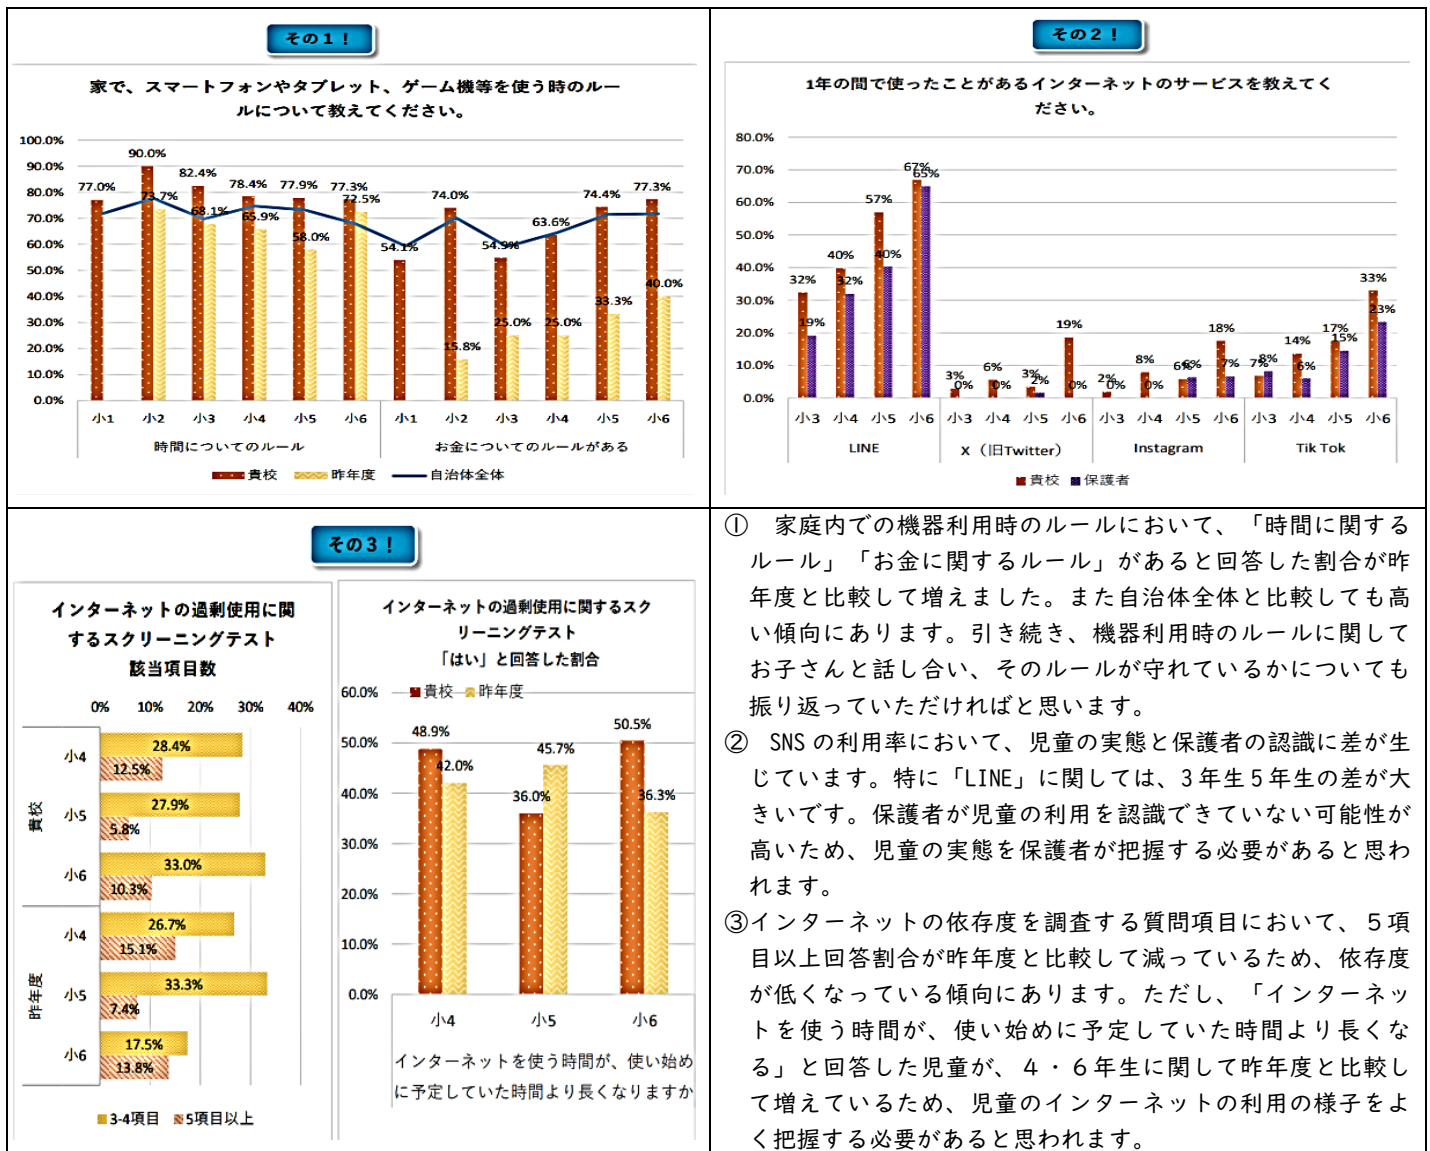 その１！
家で、スマートフォンやタブレット、ゲーム機等を使う時のルー
ルについて教えてください。
100.0%
90.0%
80.0%
70.0%
60.0%
50.0%
40.0%
30.0%
20.0%
10.0%
0.0%
77.0%
90.0%
73.7%
82.4%
68.1%
78.4%
65.9%
77.9%
58.0%
77.3%
72.5%
54.1%
74.0%
15.8%
54.9%
25.0%
63.6%
25.0%
74.4%
33.3%
77.3%
40.0%
小1 小2 小3 小4 小5 小6 小1 小2 小3 小4 小5 小6
時間についてのルール お金についてのルールがある
貴校 昨年度 自治体全体
その２！
1年の間で使ったことがあるインターネットのサービスを教えてく
ださい。
80.0%
70.0%
60.0%
50.0%
40.0%
30.0%
20.0%
10.0%
0.0%
32%
19%
40%
32%
57%
40%
67%
65%
3%
0%
6%
0%
3%
2%
19%
0%
2%
0%
8%
0%
6%
6%
18%
7%
7%
8%
14%
6%
17%
15%
33%
23%
小3 小4 小5 小6 小3 小4 小5 小6 小3 小4 小5 小6 小3 小4 小5 小6
LINE X（旧Twitter） Instagram Tik Tok
貴校 保護者
その３！
インターネットの過剰使用に関
するスクリーニングテスト
該当項目数
0% 10% 20% 30% 40%
貴校
小4
28.4%
12.5%
小5
27.9%
5.8%
小6
33.0%
10.3%
昨年度
小4
26.7%
15.1%
小5
33.3%
7.4%
小6
17.5%
13.8%
3-4項目 5項目以上
インターネットの過剰使用に関するスク
リーニングテスト
「はい」と回答した割合
貴校 昨年度
60.0%
50.0%
40.0%
30.0%
20.0%
10.0%
0.0%
48.9%
42.0%
36.0%
45.7%
50.5%
36.3%
小4 小5 小6
インターネットを使う時間が、使い始め
に予定していた時間より長くなりますか
①　家庭内での機器利用時のルールにおいて、「時間に関する
ルール」「お金に関するルール」があると回答した割合が昨
年度と比較して増えました。また自治体全体と比較しても高
い傾向にあります。引き続き、機器利用時のルールに関して
お子さんと話し合い、そのルールが守れているかについても
振り返っていただければと思います。
②　SNSの利用率において、児童の実態と保護者の認識に差が生
じています。特に「LINE」に関しては、3年生5年生の差が大
きいです。保護者が児童の利用を認識できていない可能性が
高いため、児童の実態を保護者が把握する必要があると思わ
れます。
③インターネットの依存度を調査する質問項目において、５項
目以上回答割合が昨年度と比較して減っているため、依存度
が低くなっている傾向にあります。ただし、「インターネッ
トを使う時間が、使い始めに予定していた時間より長くな
る」と回答した児童が、４・６年生に関して昨年度と比較し
て増えているため、児童のインターネットの利用の様子をよ
く把握する必要があると思われます。